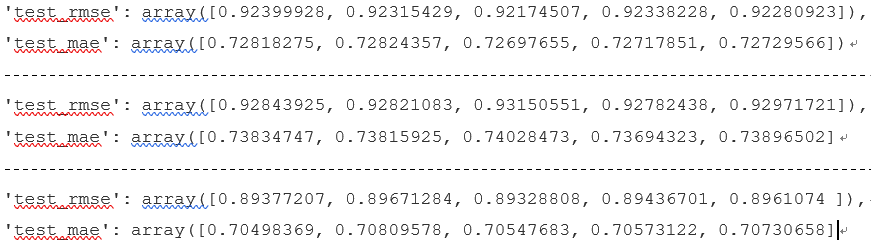 'test_rmse': array([0.92399928, 0.92315429, 0.92174507, 0.92338228, 0.92280923]),
'test_mae': array([0.72818275, 0.72824357, 0.72697655, 0.72717851, 0.72729566])
--------------------------------------------------------------------------------
'test_rmse': array([0.92843925, 0.92821083, 0.93150551, 0.92782438, 0.92971721]),
'test_mae': array([0.73834747, 0.73815925, 0.74028473, 0.73694323, 0.73896502]
--------------------------------------------------------------------------------
'test_rmse': array([0.89377207, 0.89671284, 0.89328808, 0.89436701, 0.8961074 ]),
'test_mae': array([0.70498369, 0.70809578, 0.70547683, 0.70573122, 0.70730658]